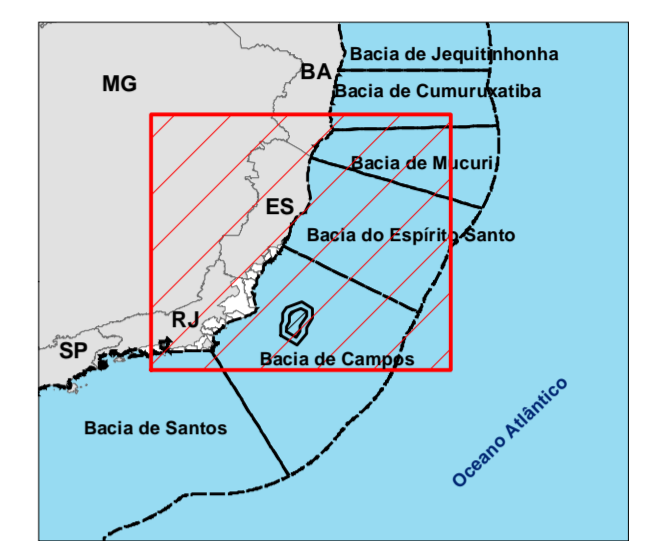 Bacia de Jequitinhonha
BA
MG
Bacia de Cumuruxatiba
Bacia de Mucuri
ES
Bacia do Espírito Santo
RJ
SP
Bacia de Campos
Bacia de Santos
Oceano Atlântico